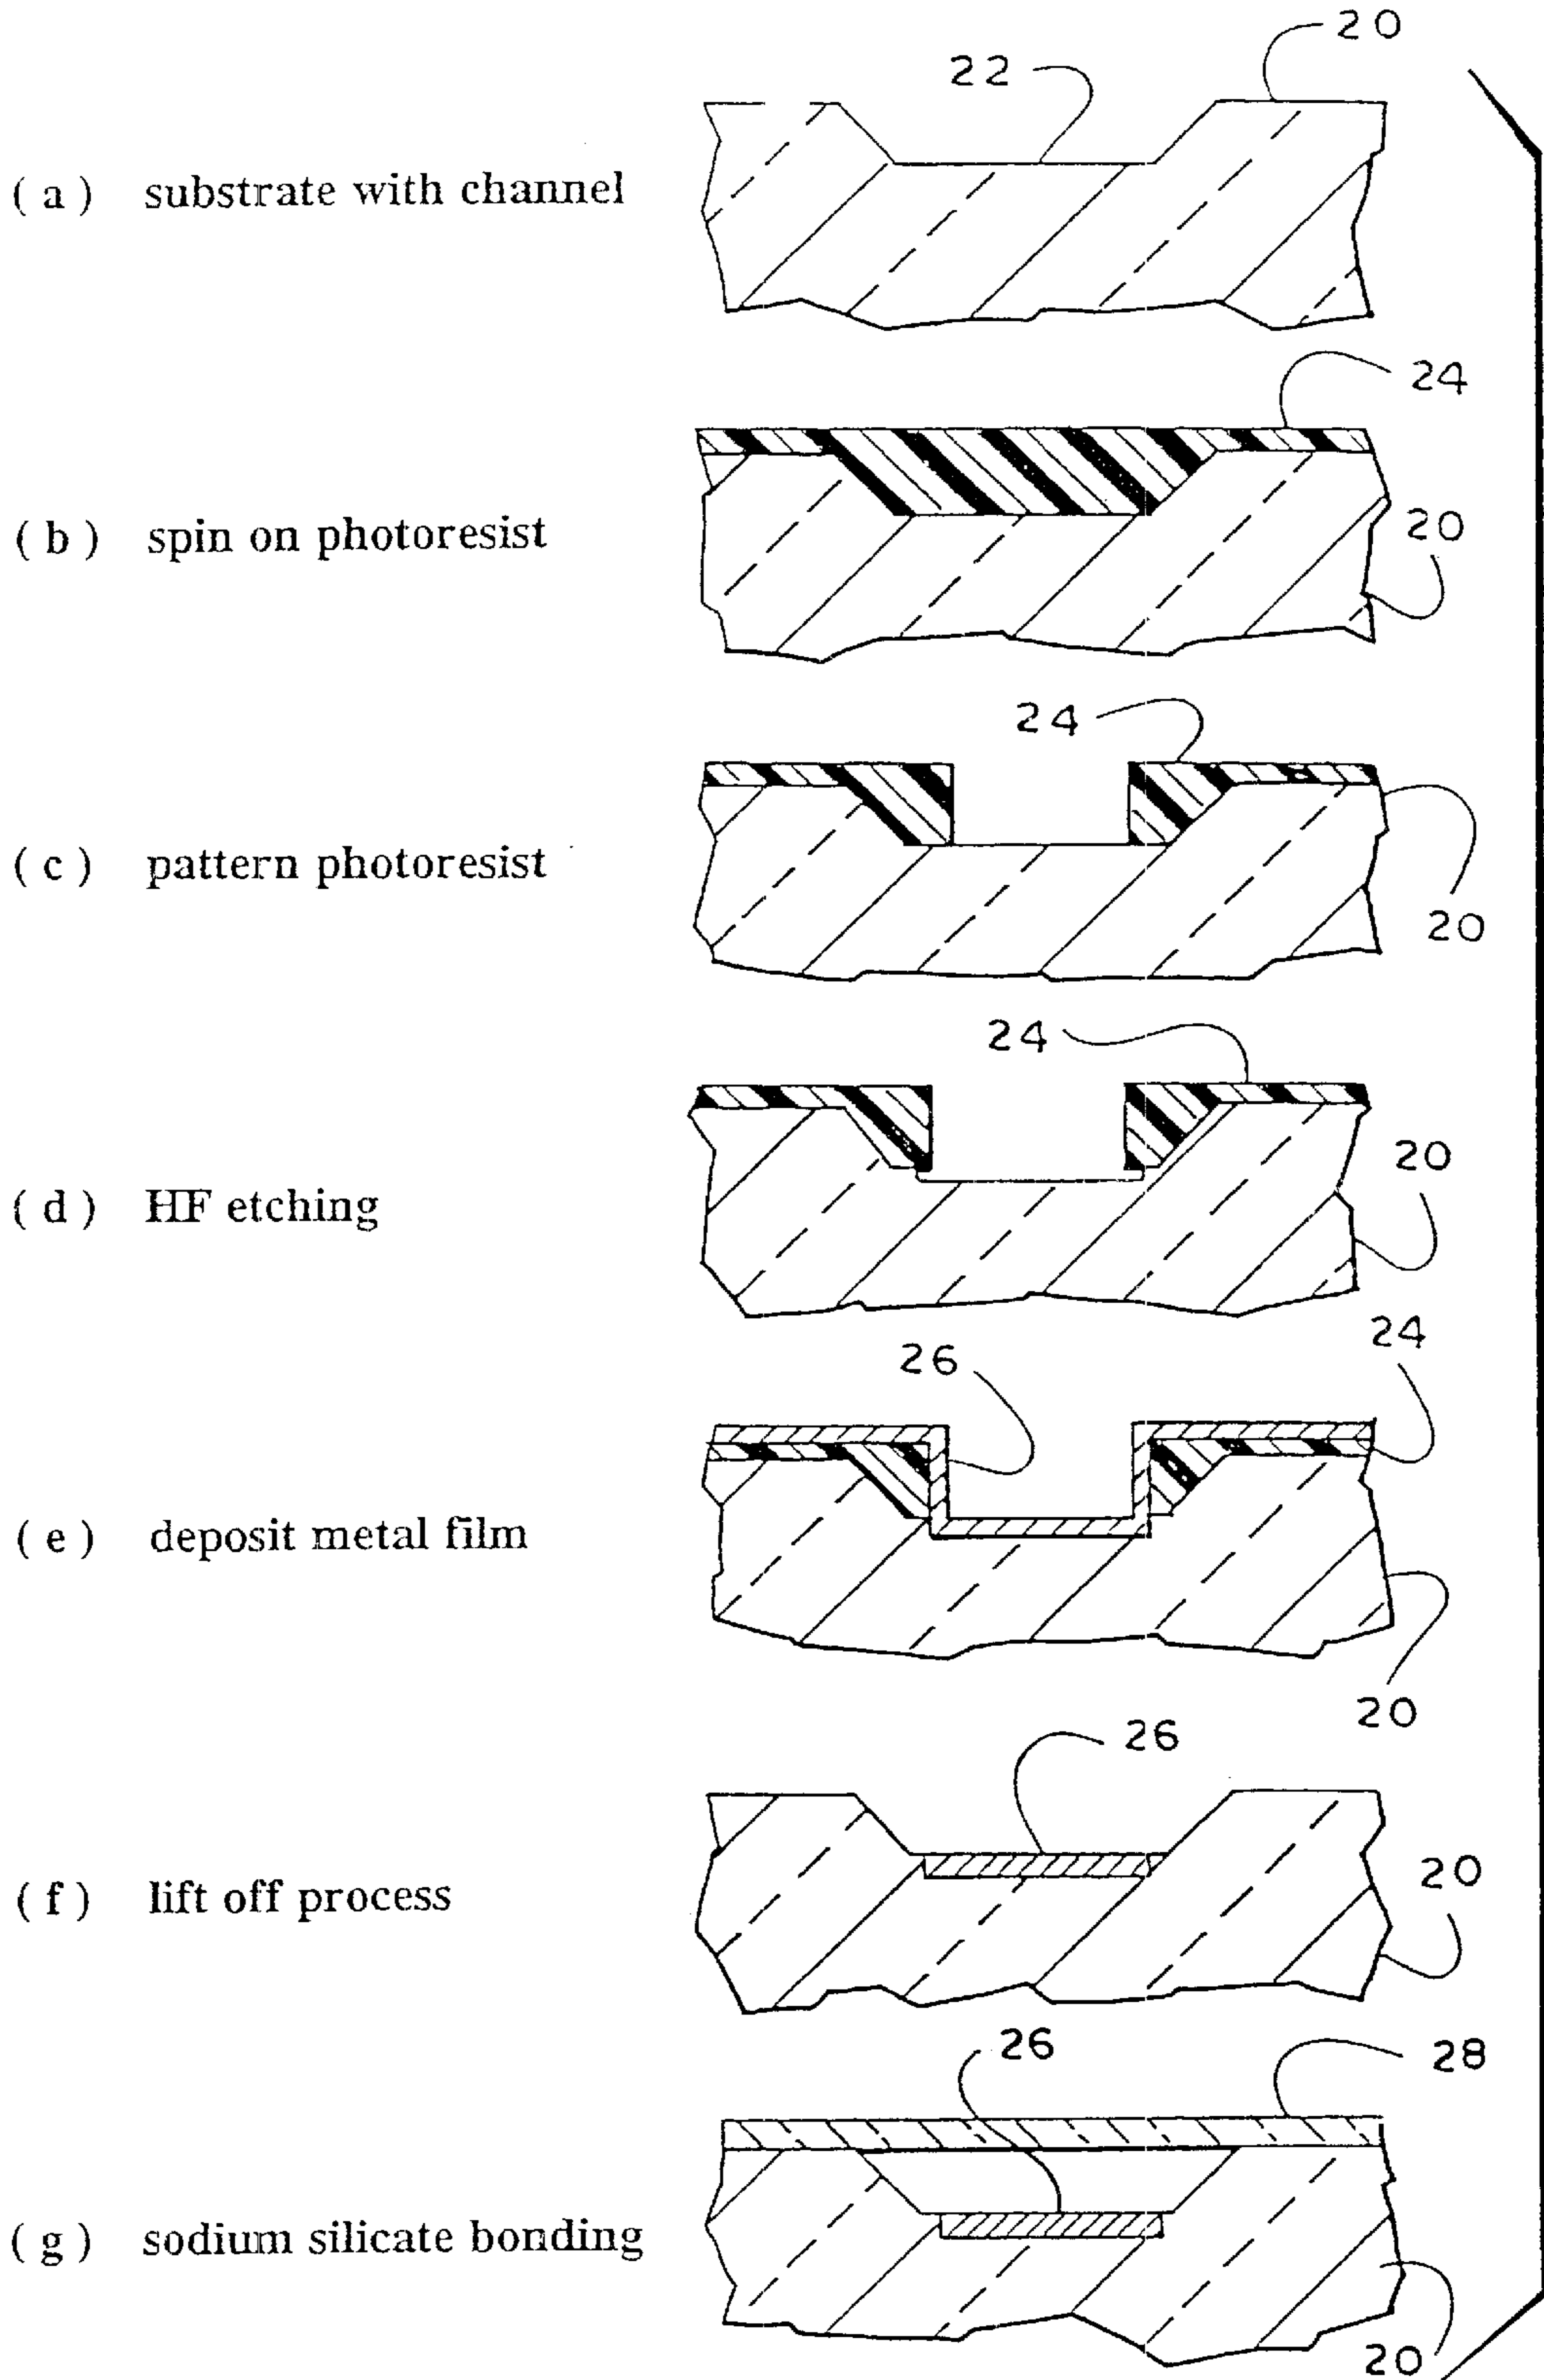 20
22
( a ) substrate with channel
24
( b ) spin on photoresist
20
24
( c ) pattern photoresist
20
24
20
( d ) HF etching
24
26
( e ) deposit metal film
20
26
20
( f ) lift off process
26
28
( g ) sodium silicate bonding
20